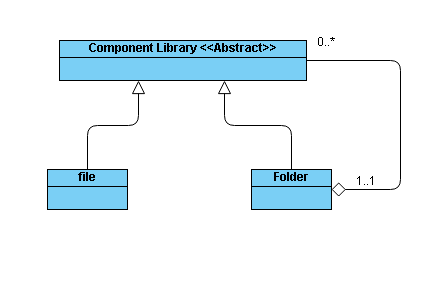 Component Library <<Abstract>>
0..*
file
Folder
1..1